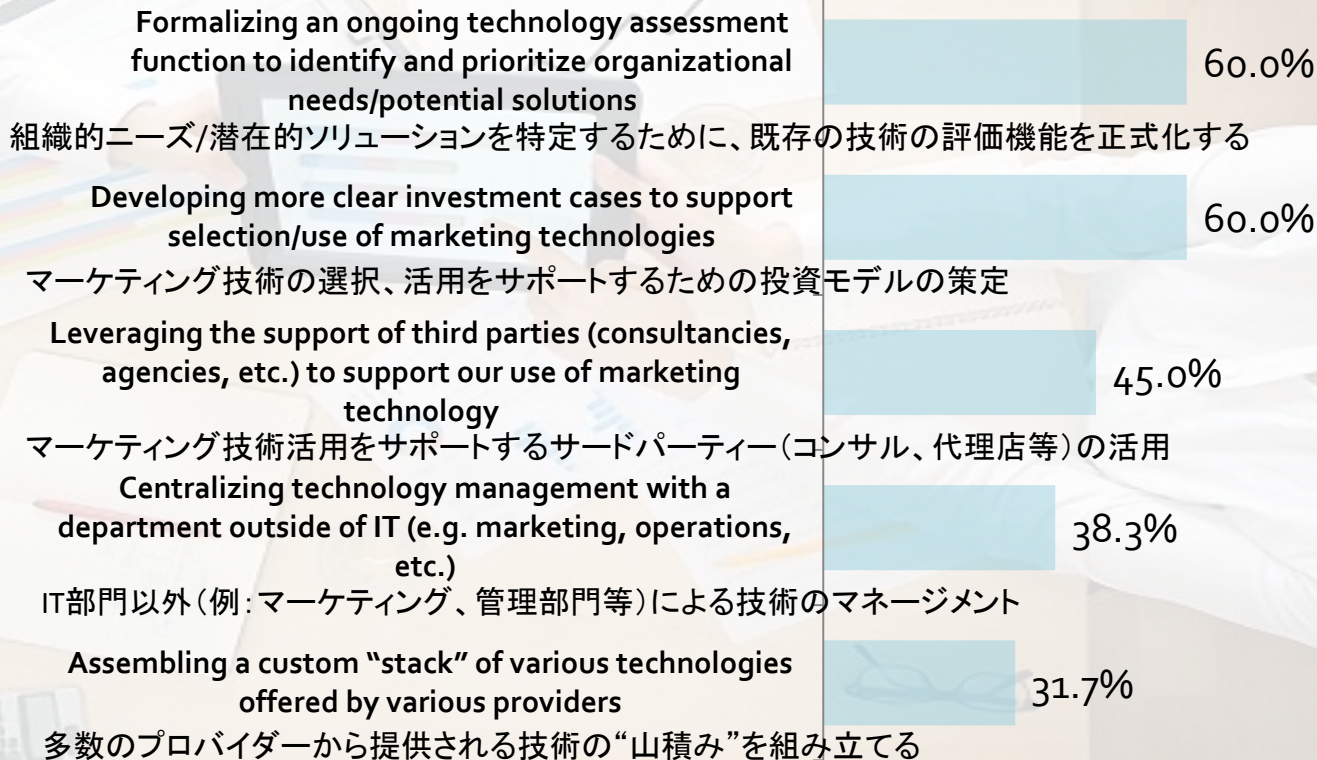 Formalizing an ongoing technology assessment
function to identify and prioritize organizational
needs/potential solutions
60.0%
組織的ニーズ/潜在的ソリューションを特定するために、既存の技術の評価機能を正式化する
Developing more clear investment cases to support
selection/use of marketing technologies
60.0%
マーケティング技術の選択、活用をサポートするための投資モデルの策定
Leveraging the support of third parties (consultancies,
agencies, etc.) to support our use of marketing
technology
45.0%
マーケティング技術活用をサポートするサードパーティー（コンサル、代理店等）の活用
Centralizing technology management with a
department outside of IT (e.g. marketing, operations,
etc.)
38.3%
IT部門以外（例：マーケティング、管理部門等）による技術のマネージメント
Assembling a custom “stack” of various technologies
offered by various providers
31.7%
多数のプロバイダーから提供される技術の“山積み”を組み立てる